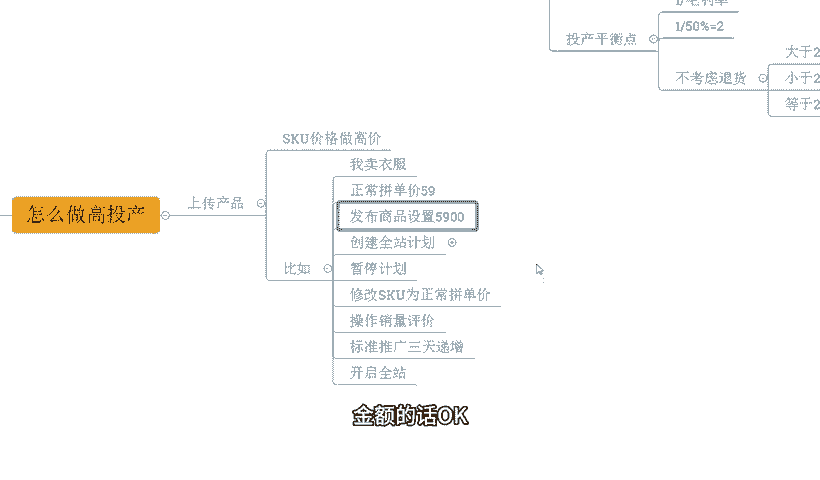 1/毛利率
1/50%=2
投产平衡点
不考虑退货
大于2
小于2
等于2
怎么做高投产
上传产品
SKU价格做高价
比如
我卖衣服
正常拼单价59
发布商品设置5900
创建全站计划
暂停计划
修改SKU为正常拼单价
操作销量评价
标准推广三天递增
开启全站
金额的话OK